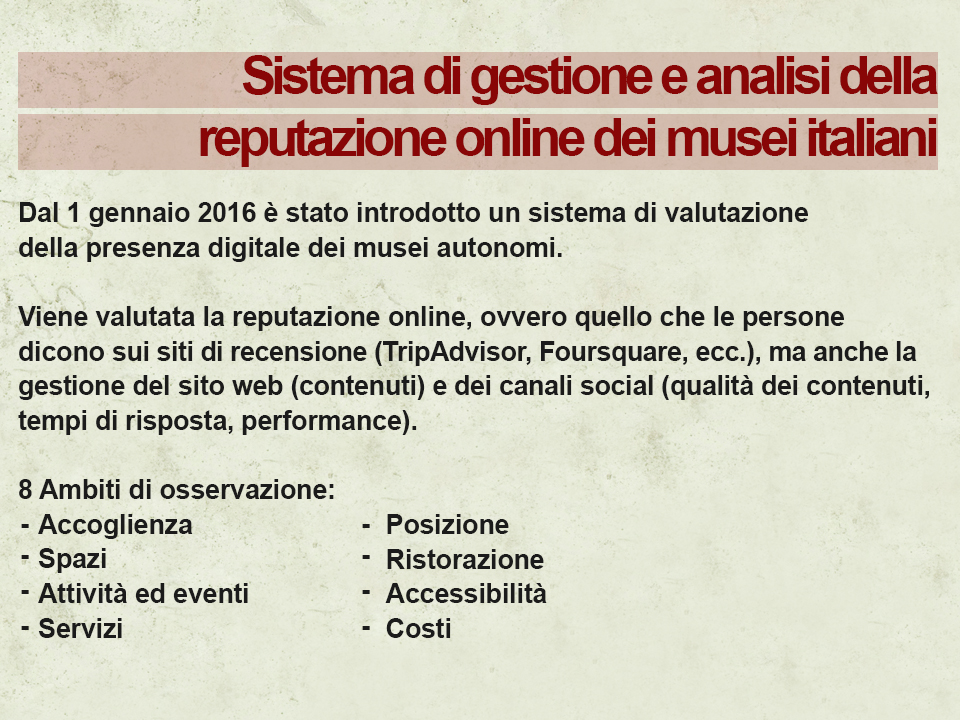 Sistema di gestione e analisi della
reputazione online dei musei italiani
Dal 1 gennaio 2016 è stato introdotto un sistema di valutazione
della presenza digitale dei musei autonomi.
Viene valutata la reputazione online, ovvero quello che le persone
dicono sui siti di recensione (TripAdvisor, Foursquare, ecc.), ma anche la
gestione del sito web (contenuti) e dei canali social (qualità dei contenuti,
tempi di risposta, performance).
8 Ambiti di osservazione:
- Accoglienza
- Spazi
- Attività ed eventi
- Servizi
- Posizione
- Ristorazione
- Accessibilità
- Costi